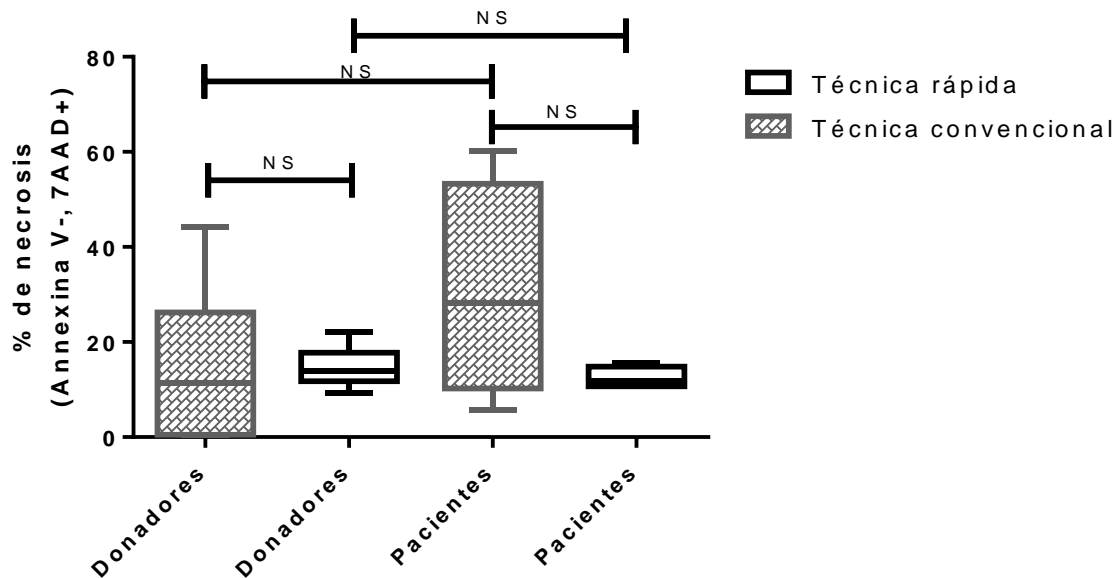 NS
80
NS
Técnica rápida
NS
Técnica convencional
60
NS
40
20
0
% de necrosis
(Annexina V-, 7AAD+)
Donadores
Donadores
Pacientes
Pacientes